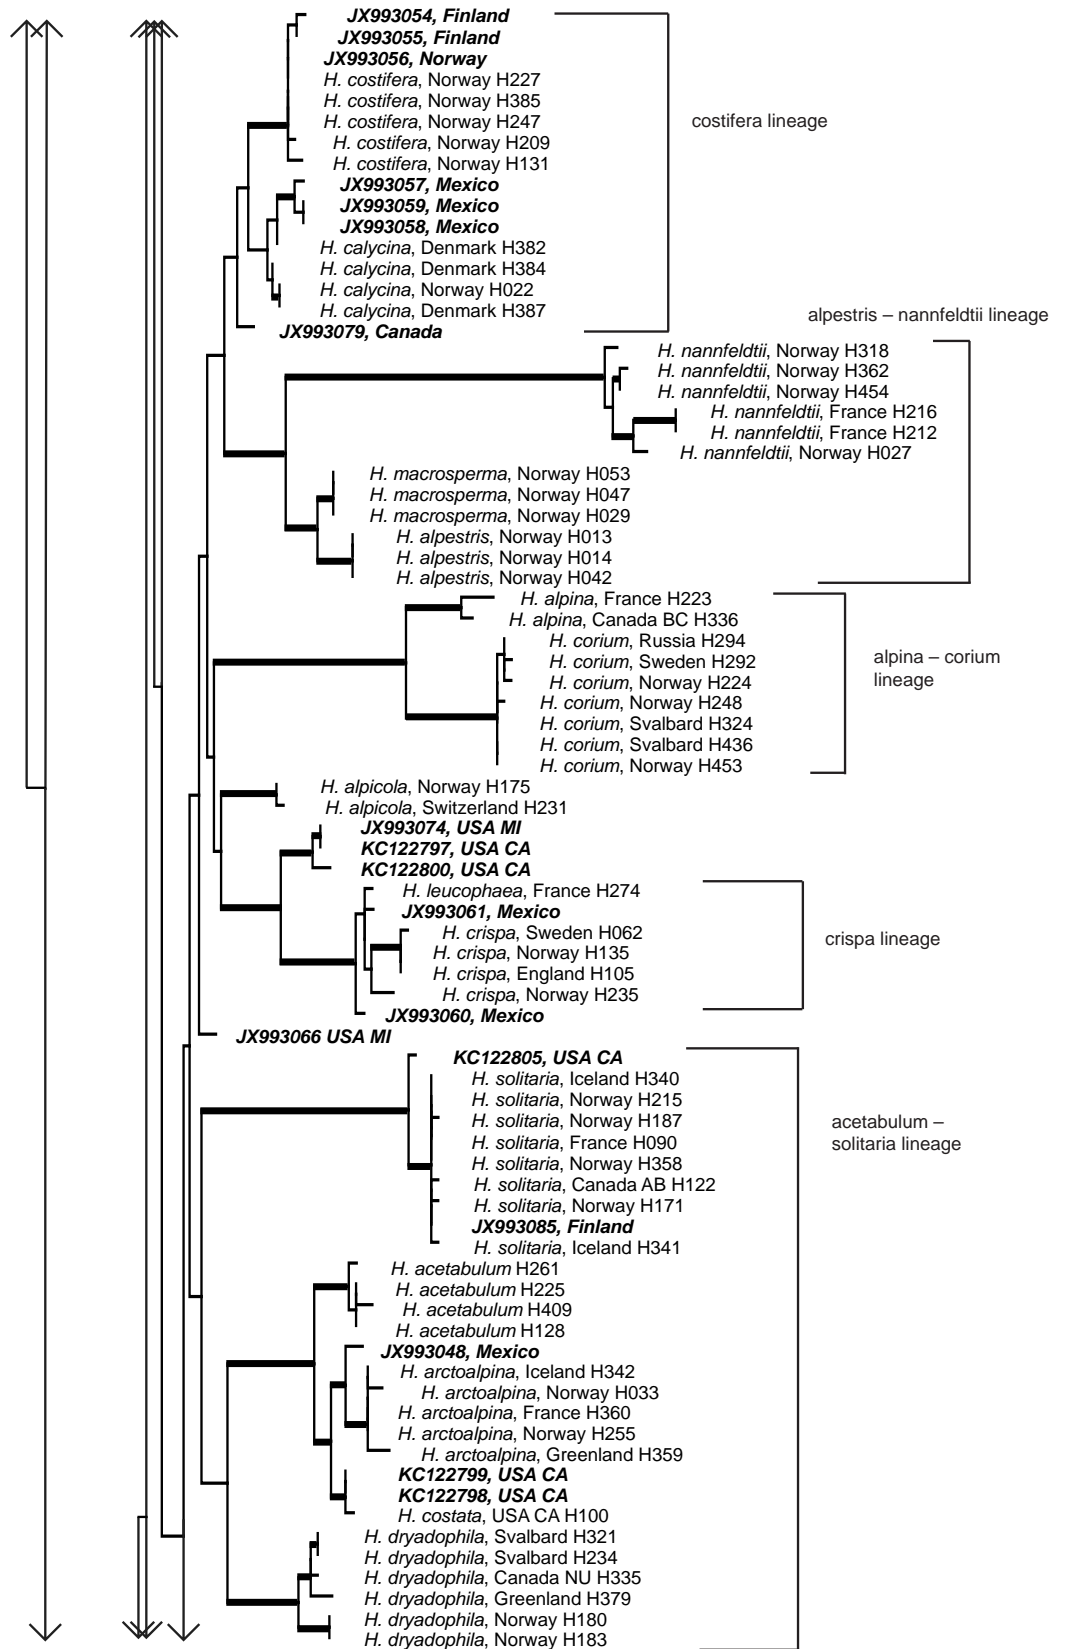 JX993054, Finland
JX993055, Finland
JX993056, Norway
H. costifera, Norway H227
H. costifera, Norway H385
H. costifera, Norway H247
H. costifera, Norway H209
H. costifera, Norway H131
costifera lineage
JX993057, Mexico
JX993059, Mexico
JX993058, Mexico
H. calycina, Denmark H382
H. calycina, Denmark H384
H. calycina, Norway H022
H. calycina, Denmark H387
JX993079, Canada
alpestris – nannfeldtii lineage
H. nannfeldtii, Norway H318
H. nannfeldtii, Norway H362
H. nannfeldtii, Norway H454
H. nannfeldtii, France H216
H. nannfeldtii, France H212
H. nannfeldtii, Norway H027
H. macrosperma, Norway H053
H. macrosperma, Norway H047
H. macrosperma, Norway H029
H. alpestris, Norway H013
H. alpestris, Norway H014
H. alpestris, Norway H042
H. alpina, France H223
H. alpina, Canada BC H336
H. corium, Russia H294
H. corium, Sweden H292
H. corium, Norway H224
H. corium, Norway H248
H. corium, Svalbard H324
H. corium, Svalbard H436
H. corium, Norway H453
alpina – corium
lineage
H. alpicola, Norway H175
H. alpicola, Switzerland H231
JX993074, USA MI
KC122797, USA CA
KC122800, USA CA
H. leucophaea, France H274
JX993061, Mexico
H. crispa, Sweden H062
H. crispa, Norway H135
H. crispa, England H105
H. crispa, Norway H235
JX993060, Mexico
crispa lineage
JX993066 USA MI
KC122805, USA CA
H. solitaria, Iceland H340
H. solitaria, Norway H215
H. solitaria, Norway H187
H. solitaria, France H090
H. solitaria, Norway H358
H. solitaria, Canada AB H122
H. solitaria, Norway H171
JX993085, Finland
H. solitaria, Iceland H341
acetabulum –
solitaria lineage
H. acetabulum H261
H. acetabulum H225
H. acetabulum H409
H. acetabulum H128
JX993048, Mexico
H. arctoalpina, Iceland H342
H. arctoalpina, Norway H033
H. arctoalpina, France H360
H. arctoalpina, Norway H255
H. arctoalpina, Greenland H359
KC122799, USA CA
KC122798, USA CA
H. costata, USA CA H100
H. dryadophila, Svalbard H321
H. dryadophila, Svalbard H234
H. dryadophila, Canada NU H335
H. dryadophila, Greenland H379
H. dryadophila, Norway H180
H. dryadophila, Norway H183